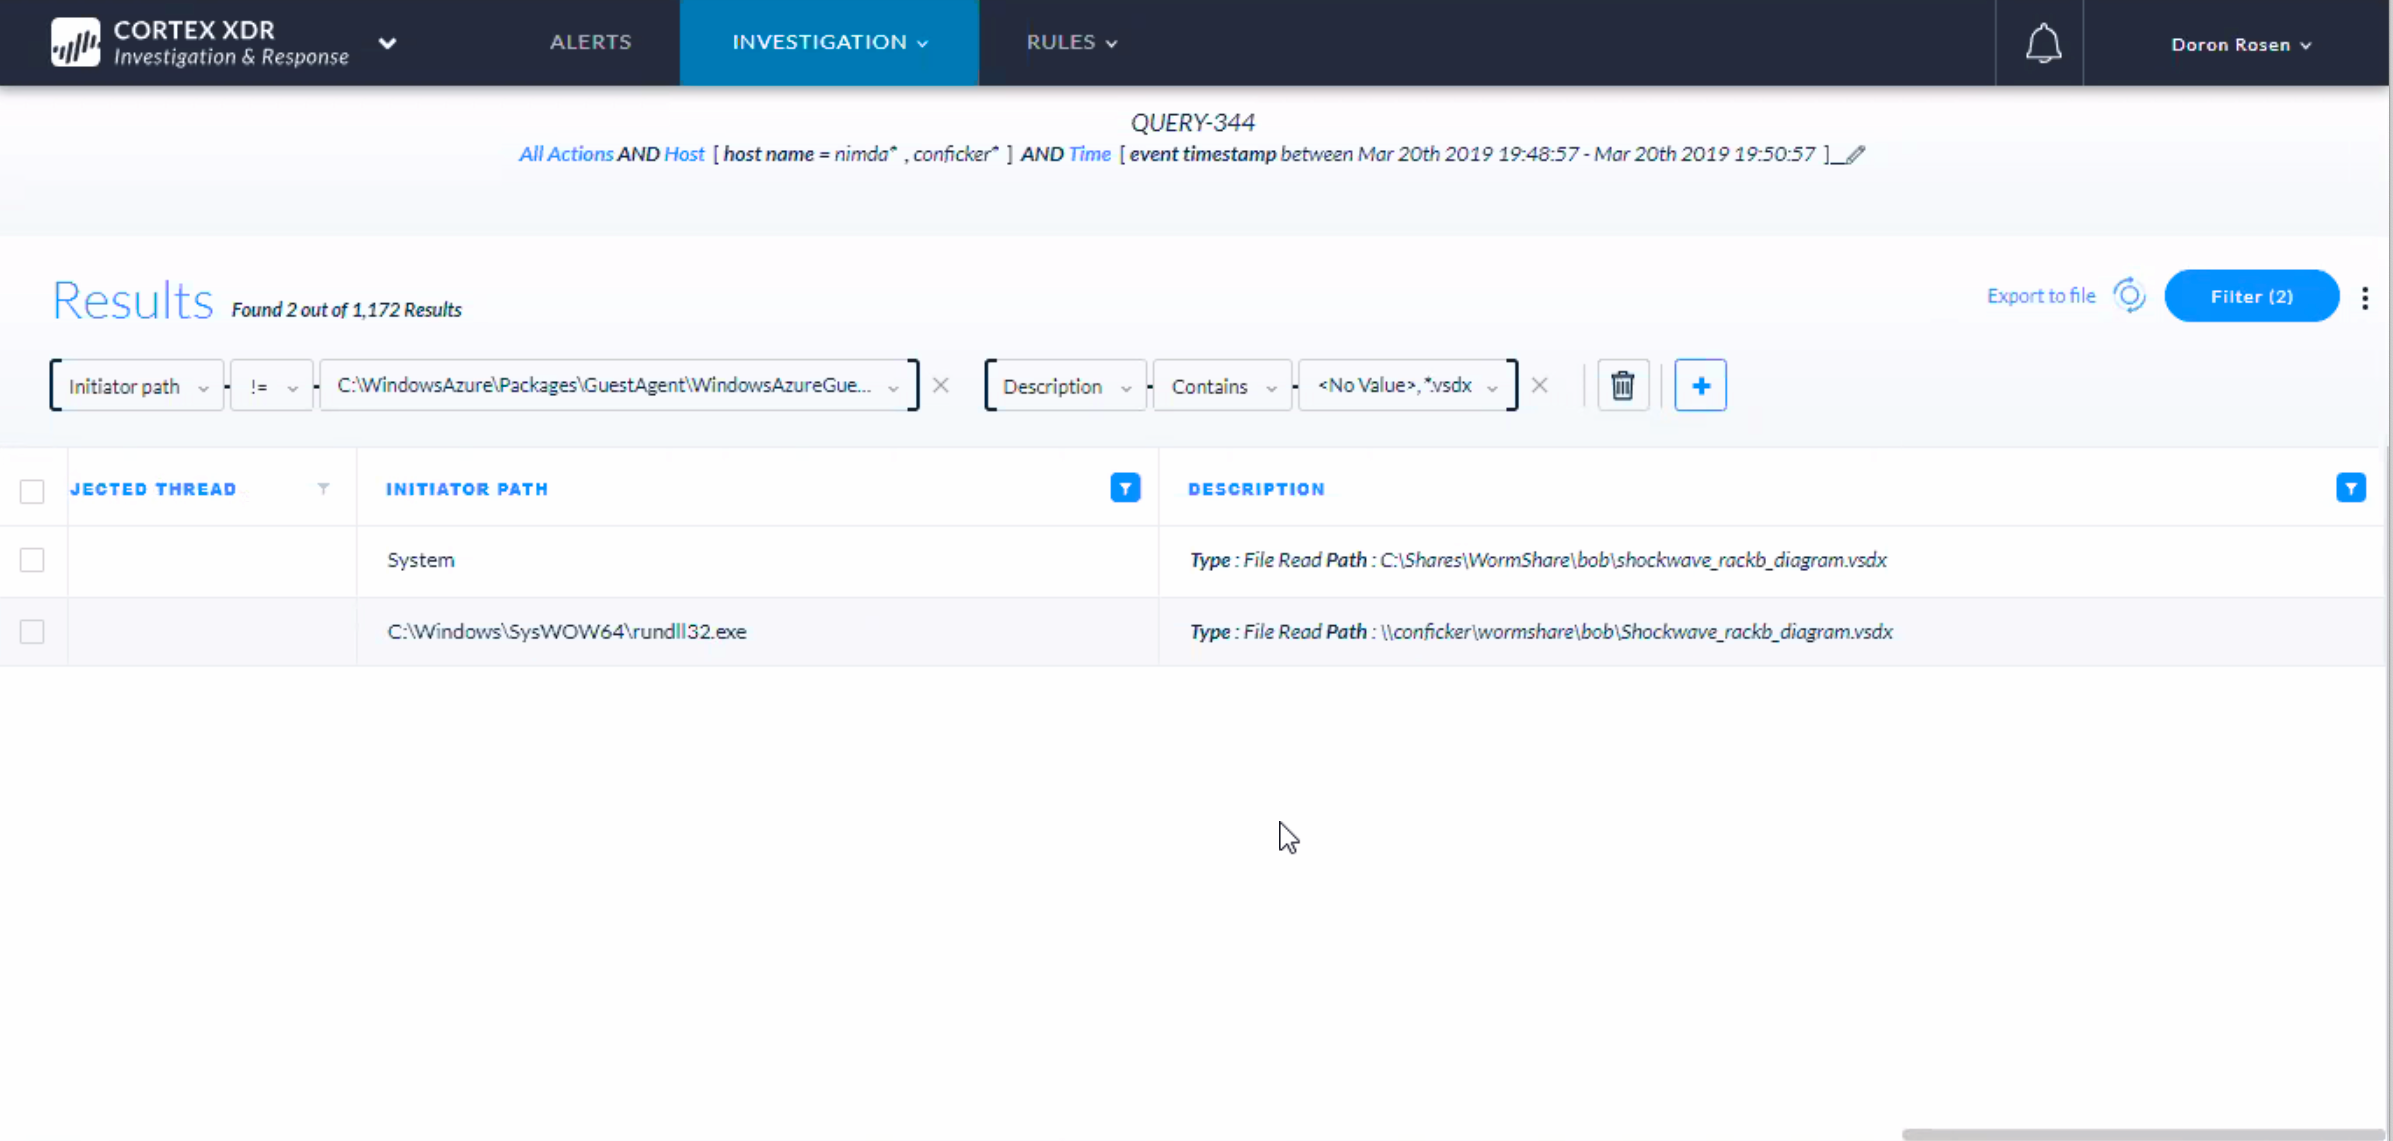 CORTEX XDR
Investigation & Response
ALERTS
INVESTIGATION
RULES
Doron Rosen
QUERY-344
All Actions AND Host [ host name = nimda* , conficker* ] AND Time [ event timestamp between Mar 20th 2019 19:48:57 - Mar 20th 2019 19:50:57 ]
Results Found 2 out of 1,172 Results
Export to file
Filter (2)
Initiator path != C:\WindowsAzure\Packages\GuestAgent\WindowsAzureGue...
Description Contains <No Value>, *.vsdx
JECTED THREAD INITIATOR PATH DESCRIPTION
System Type : File Read Path : C:\Shares\WormShare\bob\shockwave_rackb_diagram.vsdx
C:\Windows\SysWOW64\rundll32.exe Type : File Read Path : \\conficker\wormshare\bob\Shockwave_rackb_diagram.vsdx